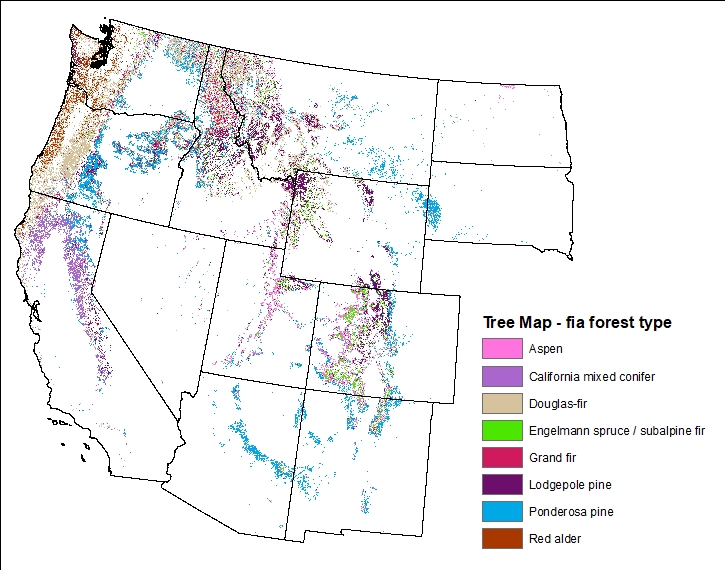 Tree Map - fia forest type
Aspen
California mixed conifer
Douglas-fir
Engelmann spruce / subalpine fir
Grand fir
Lodgepole pine
Ponderosa pine
Red alder